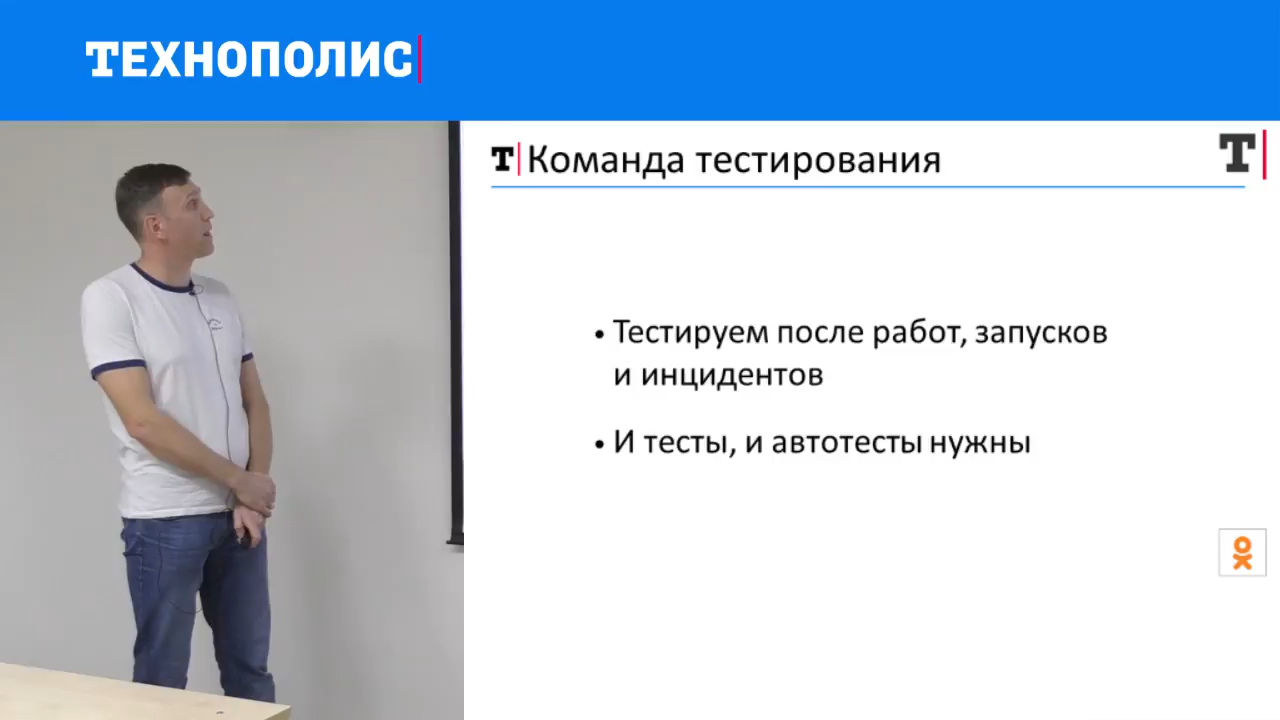 ТЕХНОПОЛИС
Т Команда тестирования
Т
• Тестируем после работ, запусков
и инцидентов
• И тесты, и автотесты нужны